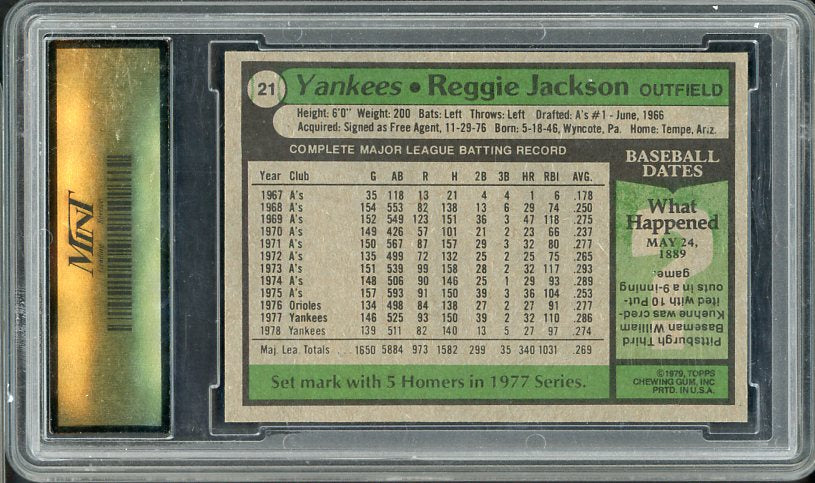 MINT
21 Yankees • Reggie Jackson OUTFIELD
Height: 6'0" Weight: 200 Bats: Left Throws: Left Drafted: A's #1 - June, 1966
Acquired: Signed as Free Agent, 11-29-76 Born: 5-18-46, Wyncote, Pa. Home: Tempe, Ariz.
COMPLETE MAJOR LEAGUE BATTING RECORD
Year Club G AB R H 2B 3B HR RBI AVG.
1967 A's 35 118 13 21 4 4 1 6 .178
1968 A's 154 553 82 138 13 6 29 74 .250
1969 A's 152 549 123 151 36 3 47 118 .275
1970 A's 149 426 57 101 21 2 23 66 .237
1971 A's 150 567 87 157 29 3 32 80 .277
1972 A's 135 499 72 132 25 2 25 75 .265
1973 A's 151 539 99 158 28 2 32 117 .293
1974 A's 148 506 90 146 25 1 29 93 .289
1975 A's 157 593 91 150 39 3 36 104 .253
1976 Orioles 134 498 84 138 27 2 27 91 .277
1977 Yankees 146 525 93 150 39 2 32 110 .286
1978 Yankees 139 511 82 140 13 5 27 97 .274
Maj. Lea. Totals . . . 1650 5884 973 1582 299 35 340 1031 .269
Set mark with 5 Homers in 1977 Series.
BASEBALL
DATES
What
Happened
MAY 24,
1889
?
Pittsburgh Third
Baseman William
Kuehne was cred-
ited with 10 Put-
outs in a 9-inning
game.
©1979, TOPPS
CHEWING GUM, INC
PRTD. IN U.S.A.